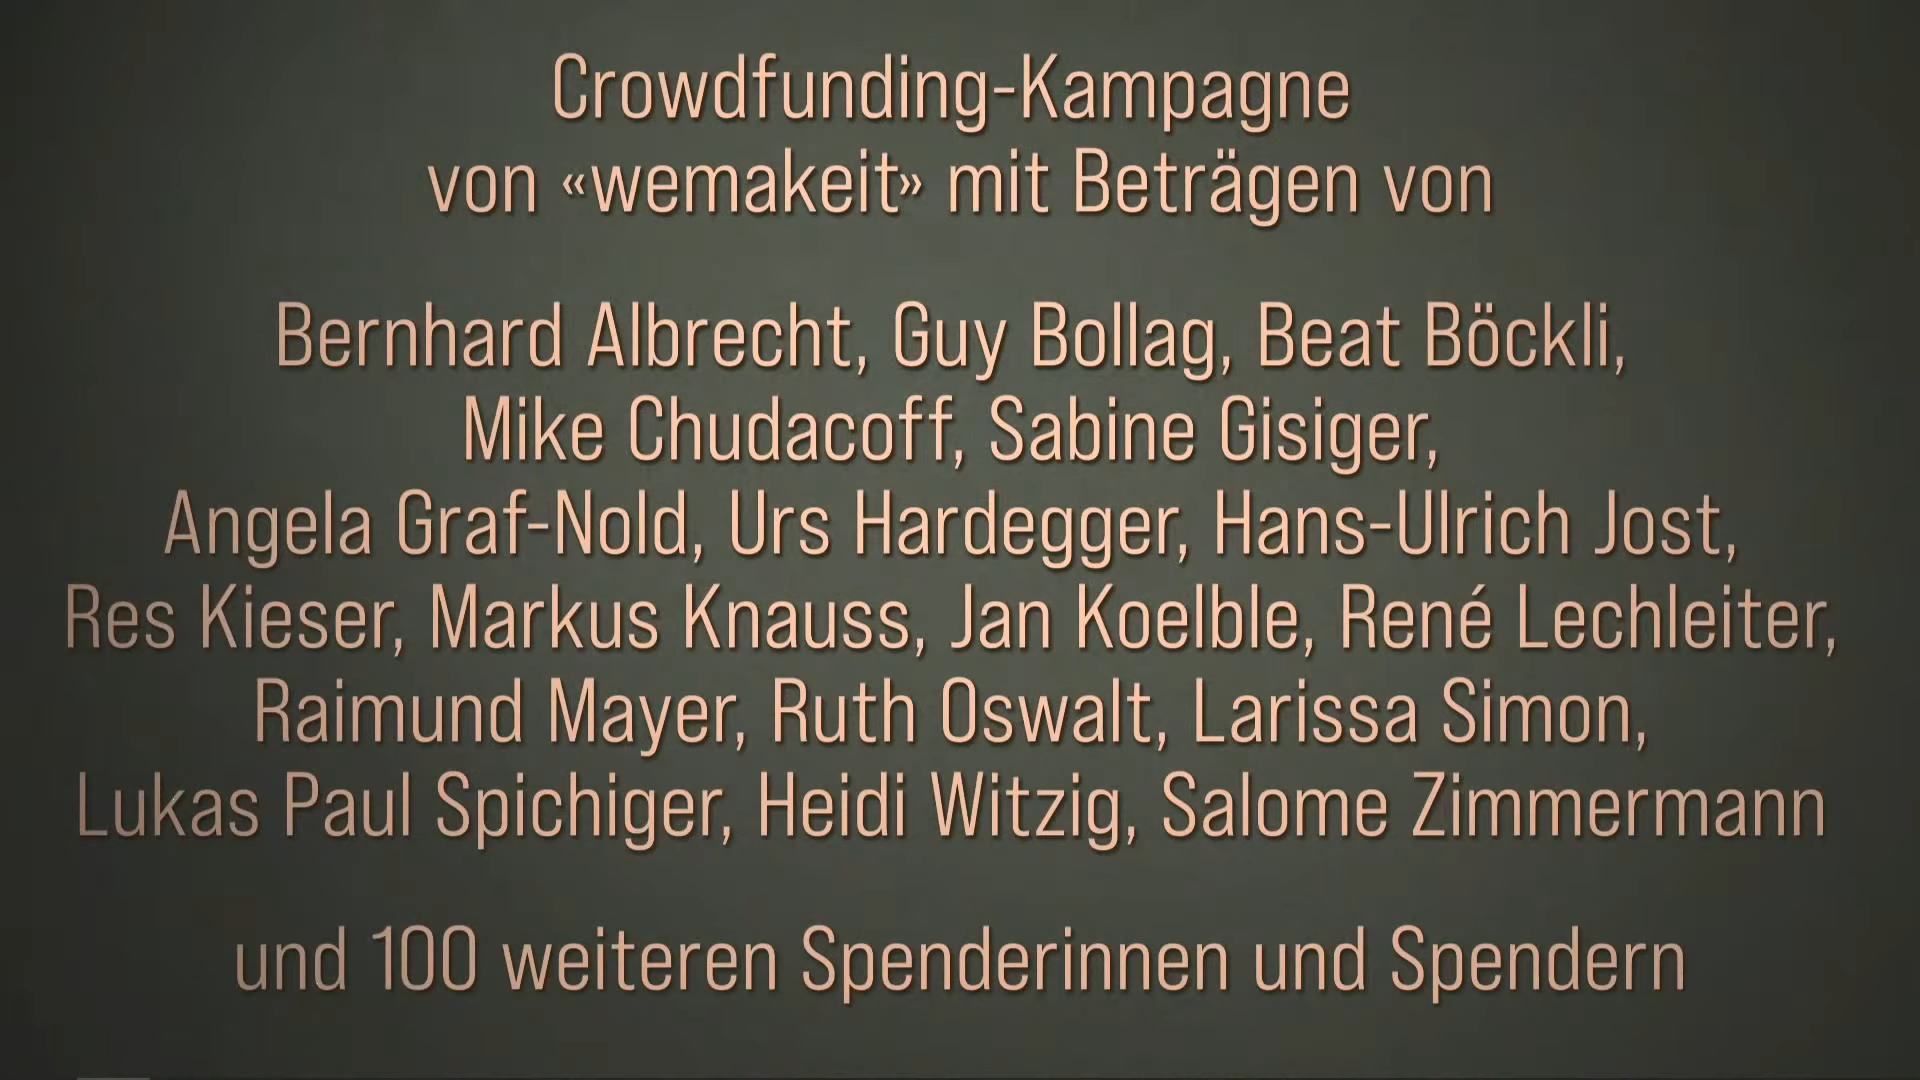 Crowdfunding-Kampagne
von «wemakeit» mit Beträgen von
Bernhard Albrecht, Guy Bollag, Beat Böckli,
Mike Chudacoff, Sabine Gisiger,
Angela Graf-Nold, Urs Hardegger, Hans-Ulrich Jost,
Res Kieser, Markus Knauss, Jan Koelble, René Lechleiter,
Raimund Mayer, Ruth Oswalt, Larissa Simon,
Lukas Paul Spichiger, Heidi Witzig, Salome Zimmermann
und 100 weiteren Spenderinnen und Spendern